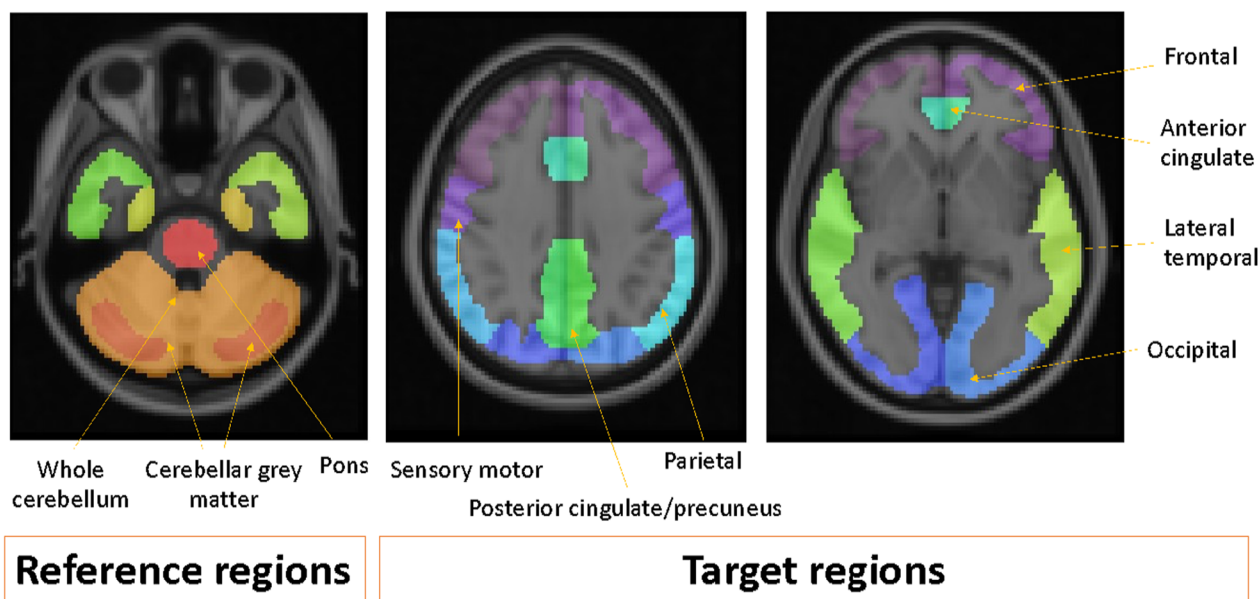 Frontal
Anterior
cingulate
Lateral
temporal
Occipital
Whole
cerebellum
Cerebellar grey
matter
Pons
Sensory motor
Parietal
Posterior cingulate/precuneus
Reference regions
Target regions